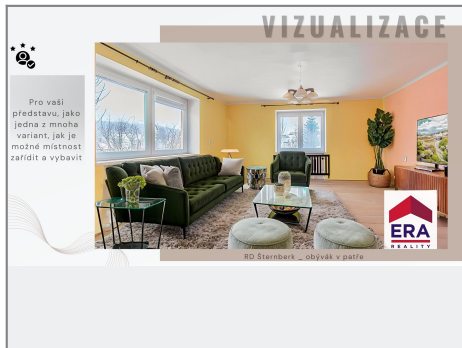 VIZUALIZACE
Pro vaši
představu, jako
jedna z mnoha
variant, jak je
možné místnost
zařídit a vybavit
ERA
REALITY
RD Šternberk _ obývák v patře